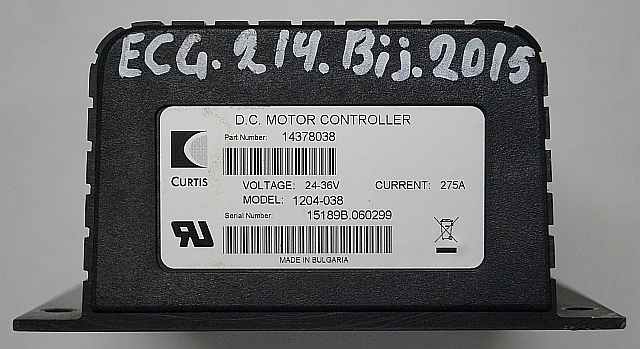 ECG.214.Bij.2015
D.C. MOTOR CONTROLLER
Part Number: 14378038
CURTIS
VOLTAGE: 24-36V CURRENT: 275A
MODEL: 1204-038
Serial Number: 15189B.060299
MADE IN BULGARIA